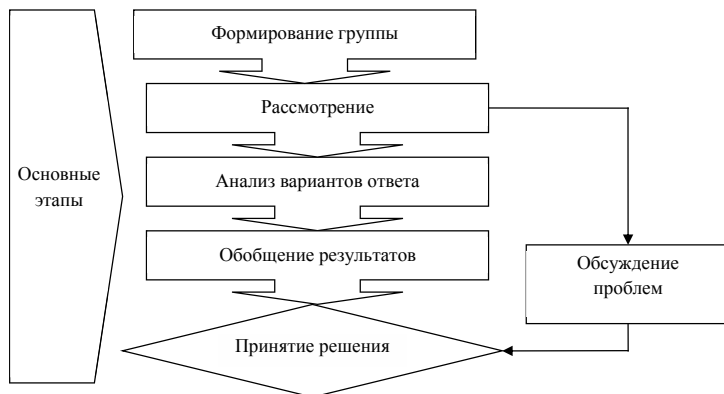 Основные
этапы
Формирование группы
Рассмотрение
Анализ вариантов ответа
Обобщение результатов
Принятие решения
Обсуждение
проблем